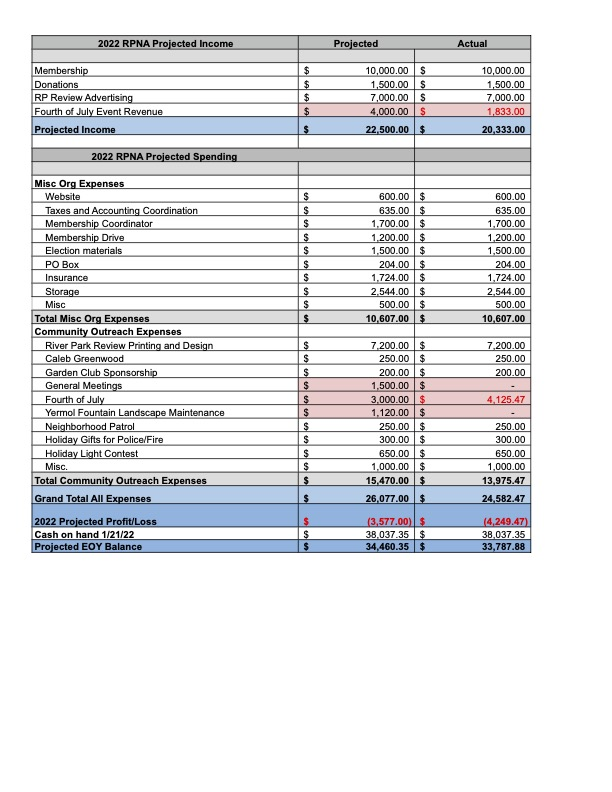 2022 RPNA Projected Income Projected Actual
Membership $ 10,000.00 $ 10,000.00
Donations $ 1,500.00 $ 1,500.00
RP Review Advertising $ 7,000.00 $ 7,000.00
Fourth of July Event Revenue $ 4,000.00 $ 1,833.00
Projected Income $ 22,500.00 $ 20,333.00
2022 RPNA Projected Spending
Misc Org Expenses
Website $ 600.00 $ 600.00
Taxes and Accounting Coordination $ 635.00 $ 635.00
Membership Coordinator $ 1,700.00 $ 1,700.00
Membership Drive $ 1,200.00 $ 1,200.00
Election materials $ 1,500.00 $ 1,500.00
PO Box $ 204.00 $ 204.00
Insurance $ 1,724.00 $ 1,724.00
Storage $ 2,544.00 $ 2,544.00
Misc $ 500.00 $ 500.00
Total Misc Org Expenses $ 10,607.00 $ 10,607.00
Community Outreach Expenses
River Park Review Printing and Design $ 7,200.00 $ 7,200.00
Caleb Greenwood $ 250.00 $ 250.00
Garden Club Sponsorship $ 200.00 $ 200.00
General Meetings $ 1,500.00 $ -
Fourth of July $ 3,000.00 $ 4,125.47
Yermol Fountain Landscape Maintenance $ 1,120.00 $ -
Neighborhood Patrol $ 250.00 $ 250.00
Holiday Gifts for Police/Fire $ 300.00 $ 300.00
Holiday Light Contest $ 650.00 $ 650.00
Misc. $ 1,000.00 $ 1,000.00
Total Community Outreach Expenses $ 15,470.00 $ 13,975.47
Grand Total All Expenses $ 26,077.00 $ 24,582.47
2022 Projected Profit/Loss $ (3,577.00) $ (4,249.47)
Cash on hand 1/21/22 $ 38,037.35 $ 38,037.35
Projected EOY Balance $ 34,460.35 $ 33,787.88